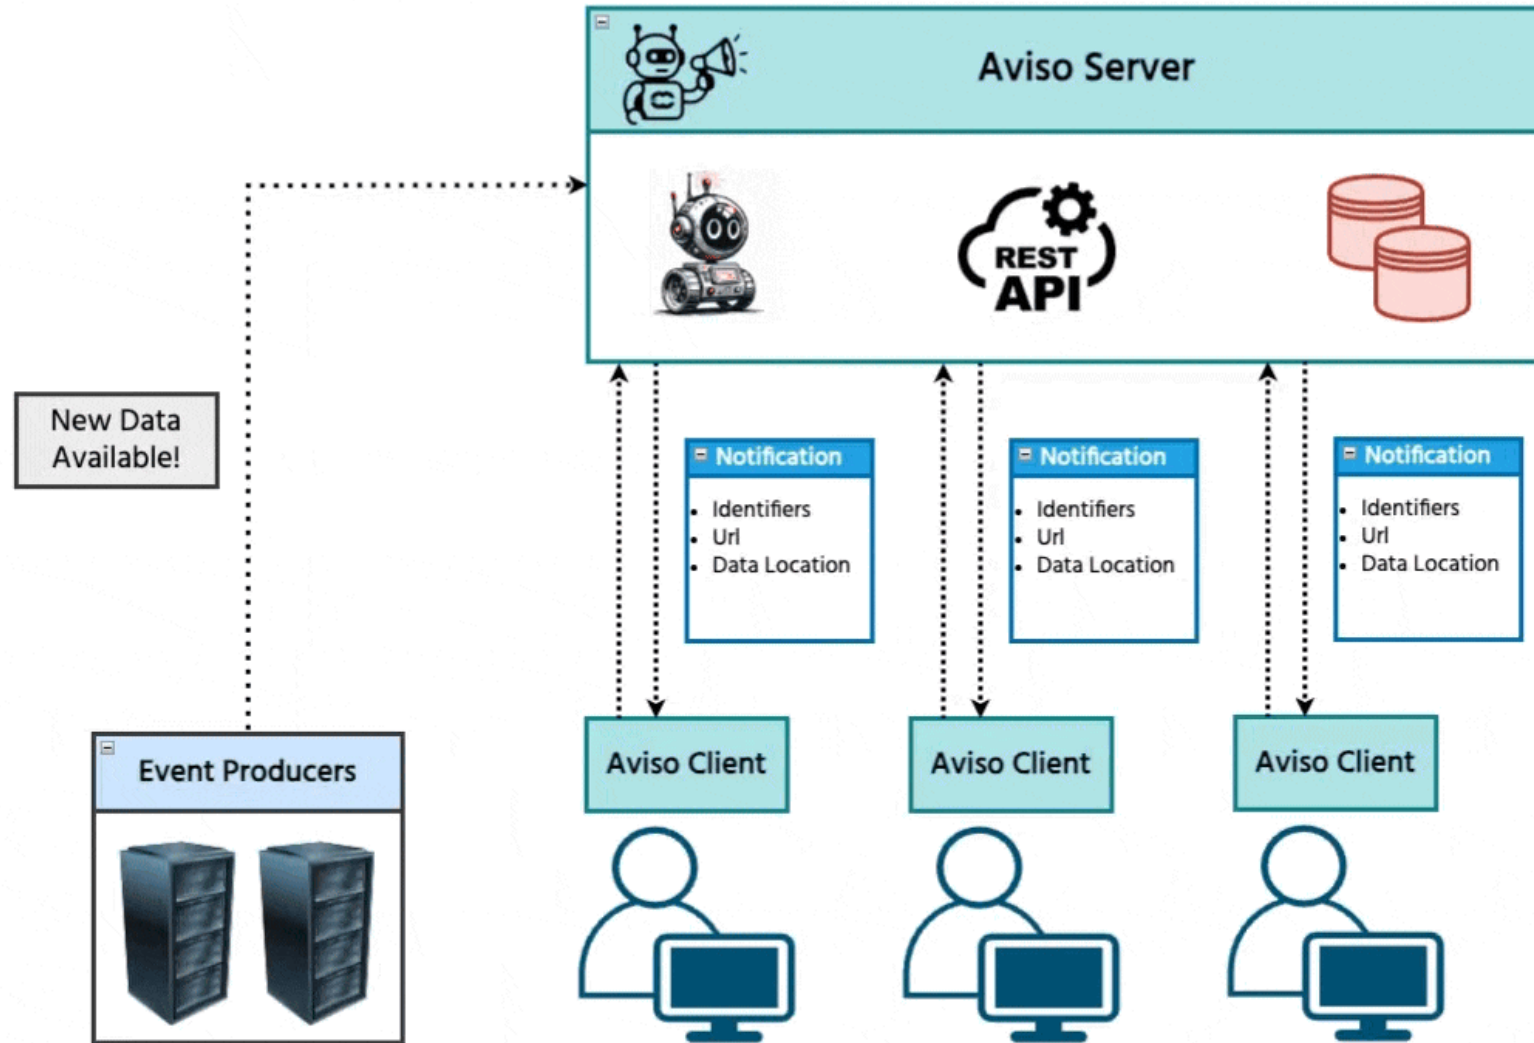 Aviso Server
REST
API
New Data
Available!
Notification
Identifiers
Url
Data Location
Notification
Identifiers
Url
Data Location
Notification
Identifiers
Url
Data Location
Event Producers
Aviso Client
Aviso Client
Aviso Client